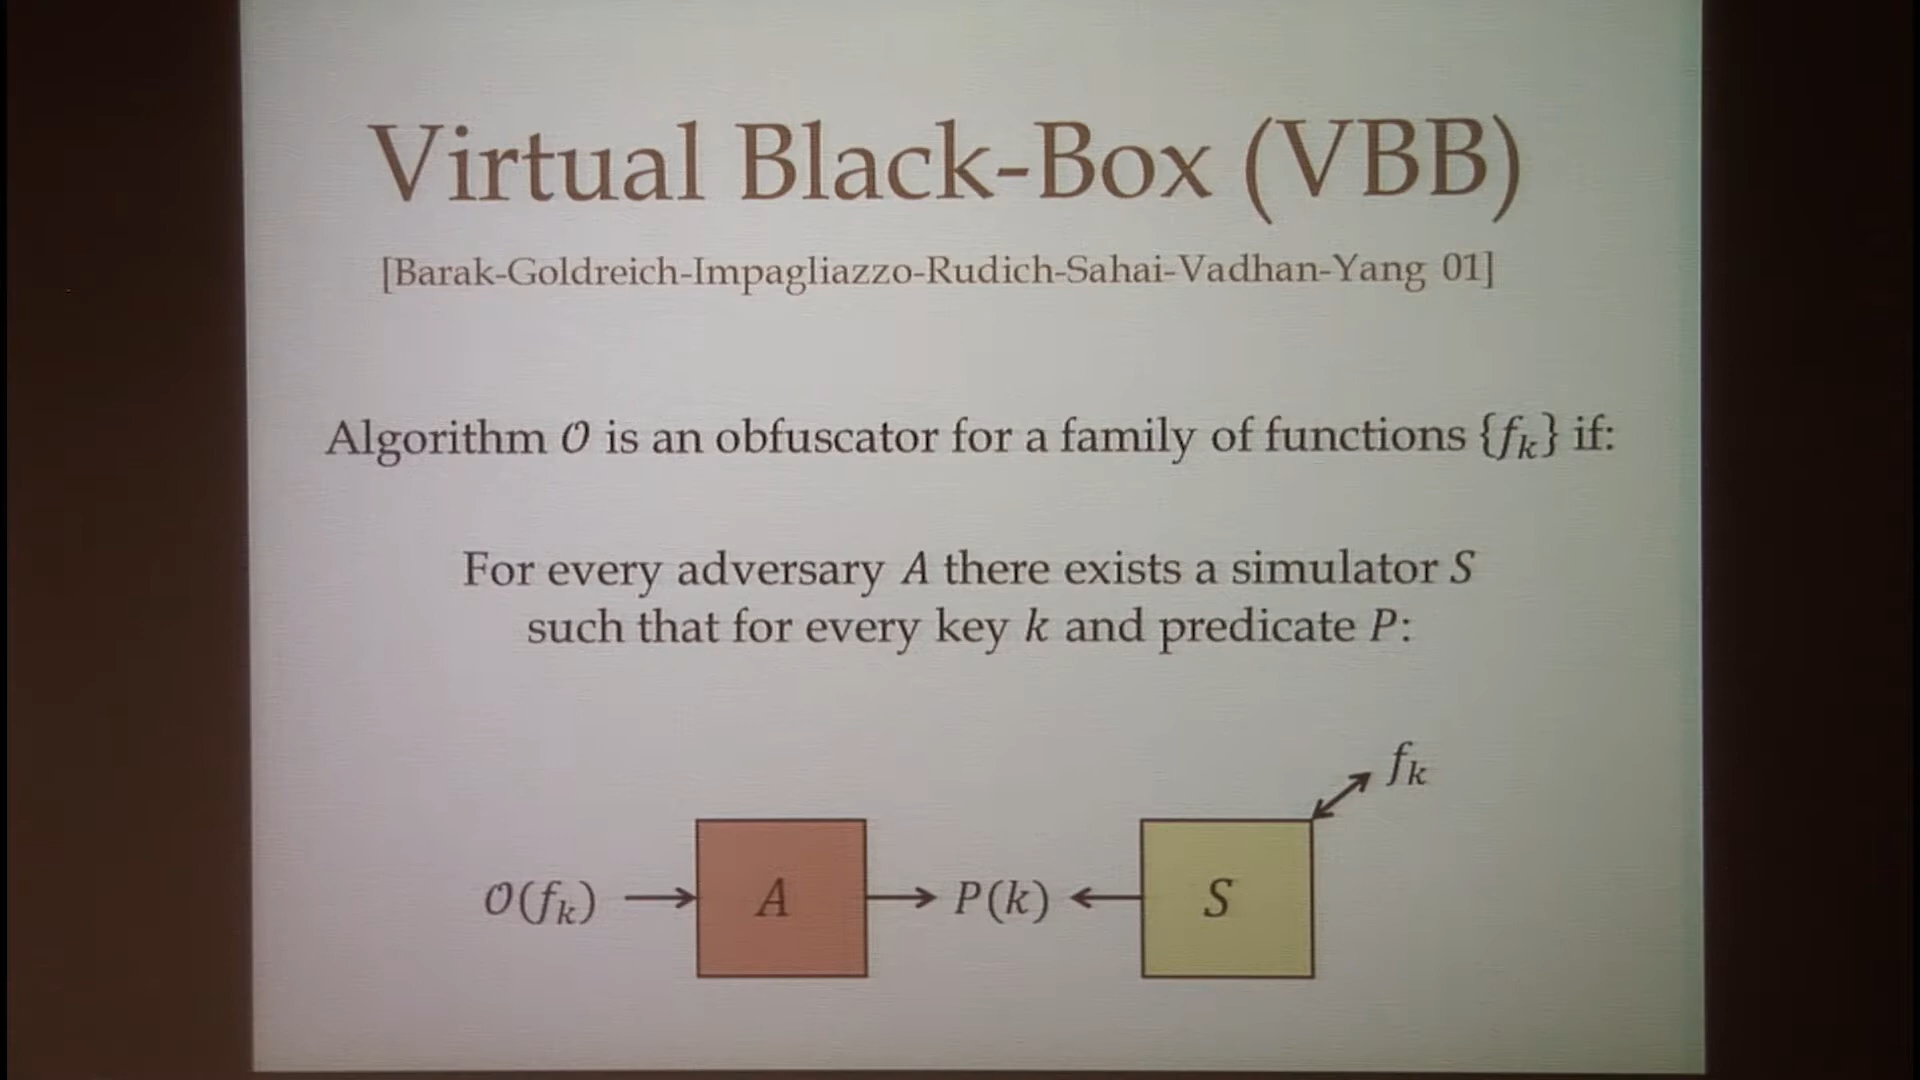 Virtual Black-Box (VBB)
[Barak-Goldreich-Impagliazzo-Rudich-Sahai-Vadhan-Yang 01]
Algorithm 𝒪 is an obfuscator for a family of functions {fₖ} if:
For every adversary A there exists a simulator S
such that for every key k and predicate P:
fₖ
𝒪(fₖ) → A → P(k) ← S